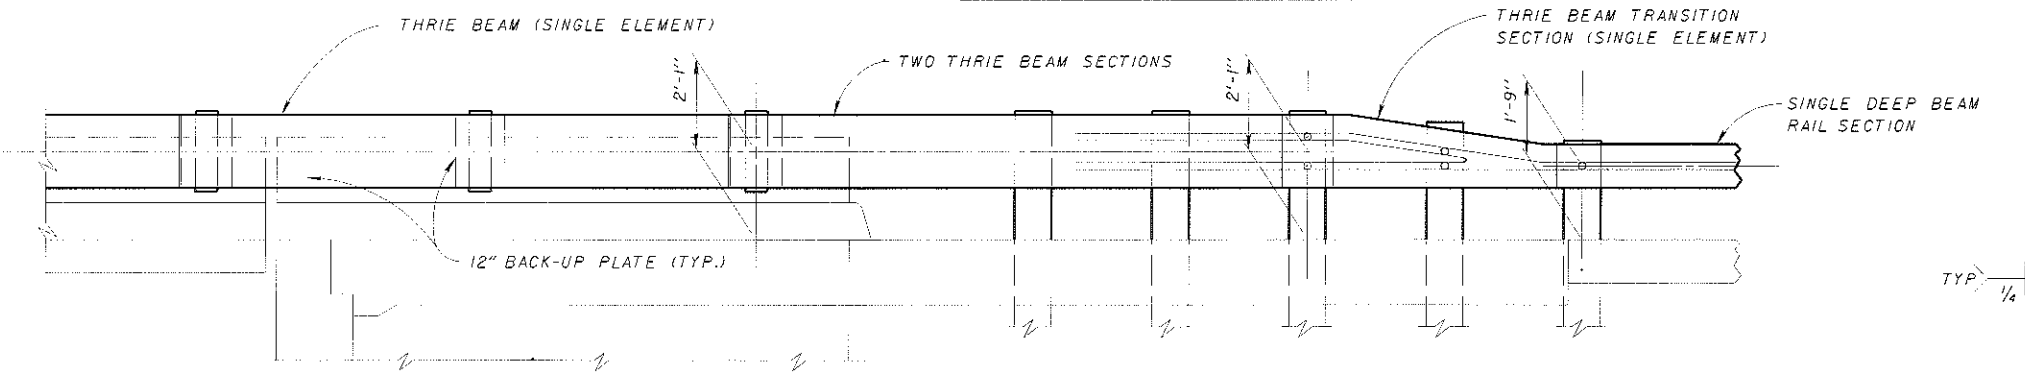 THRIE BEAM (SINGLE ELEMENT)
2'-1"
TWO THRIE BEAM SECTIONS
2'-1"
THRIE BEAM TRANSITION
SECTION (SINGLE ELEMENT)
1'-9"
SINGLE DEEP BEAM
RAIL SECTION
12" BACK-UP PLATE (TYP.)
TYP
1/4